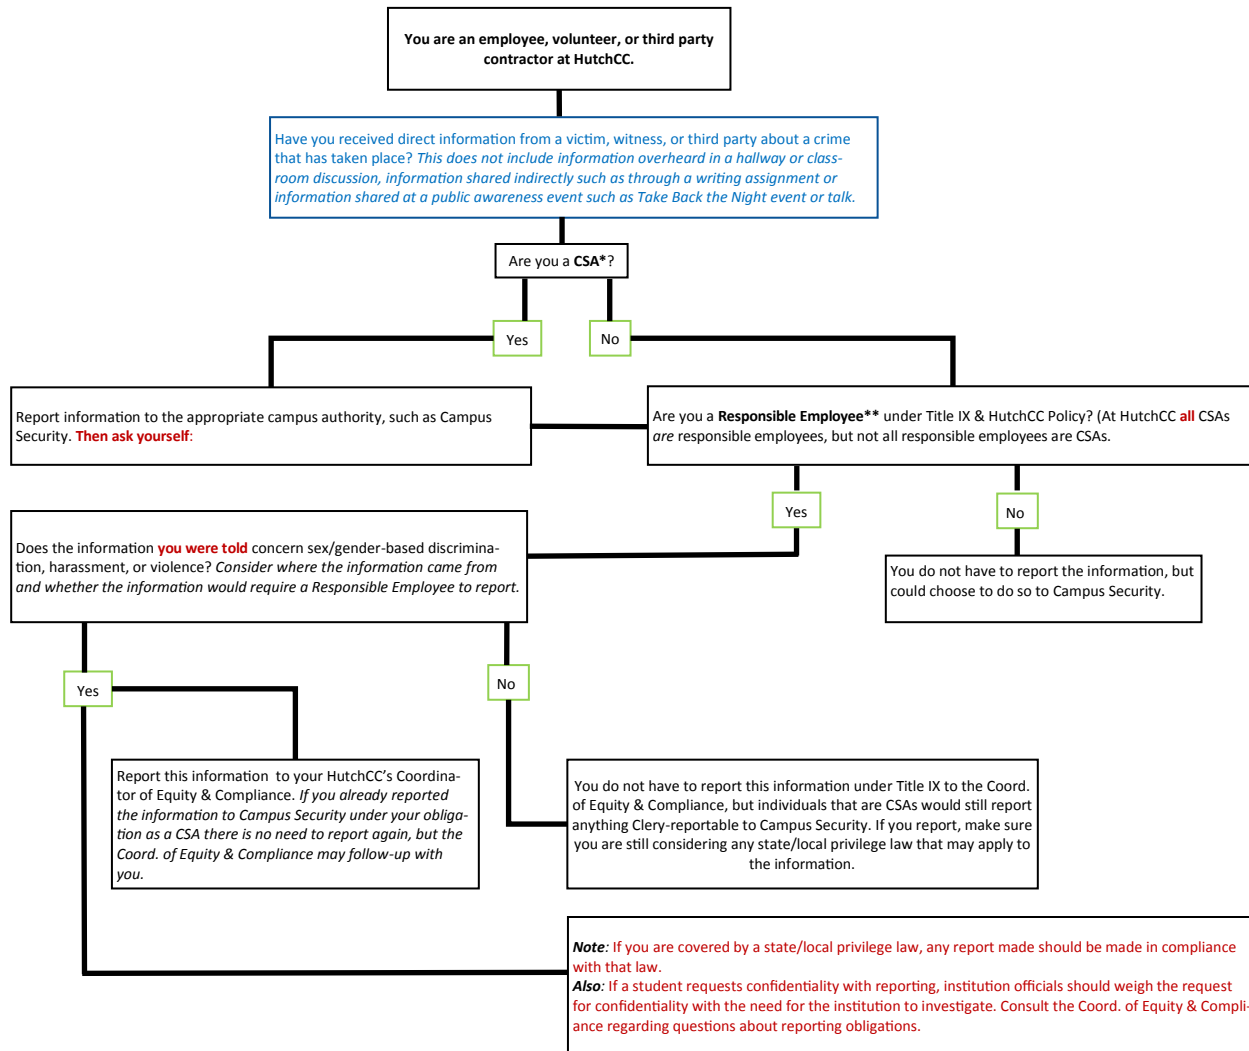 You are an employee, volunteer, or third party
contractor at HutchCC.
Have you received direct information from a victim, witness, or third party about a crime
that has taken place? This does not include information overheard in a hallway or class-
room discussion, information shared indirectly such as through a writing assignment or
information shared at a public awareness event such as Take Back the Night event or talk.
Are you a CSA*?
Yes
No
Report information to the appropriate campus authority, such as Campus
Security. Then ask yourself:
Are you a Responsible Employee** under Title IX & HutchCC Policy? (At HutchCC all CSAs
are responsible employees, but not all responsible employees are CSAs.
Yes
No
Does the information you were told concern sex/gender-based discrimina-
tion, harassment, or violence? Consider where the information came from
and whether the information would require a Responsible Employee to report.
You do not have to report the information, but
could choose to do so to Campus Security.
Yes
No
Report this information  to your HutchCC's Coordina-
tor of Equity & Compliance. If you already reported
the information to Campus Security under your obliga-
tion as a CSA there is no need to report again, but the
Coord. of Equity & Compliance may follow-up with
you.
You do not have to report this information under Title IX to the Coord.
of Equity & Compliance, but individuals that are CSAs would still report
anything Clery-reportable to Campus Security. If you report, make sure
you are still considering any state/local privilege law that may apply to
the information.
Note: If you are covered by a state/local privilege law, any report made should be made in compliance
with that law.
Also: If a student requests confidentiality with reporting, institution officials should weigh the request
for confidentiality with the need for the institution to investigate. Consult the Coord. of Equity & Compli-
ance regarding questions about reporting obligations.